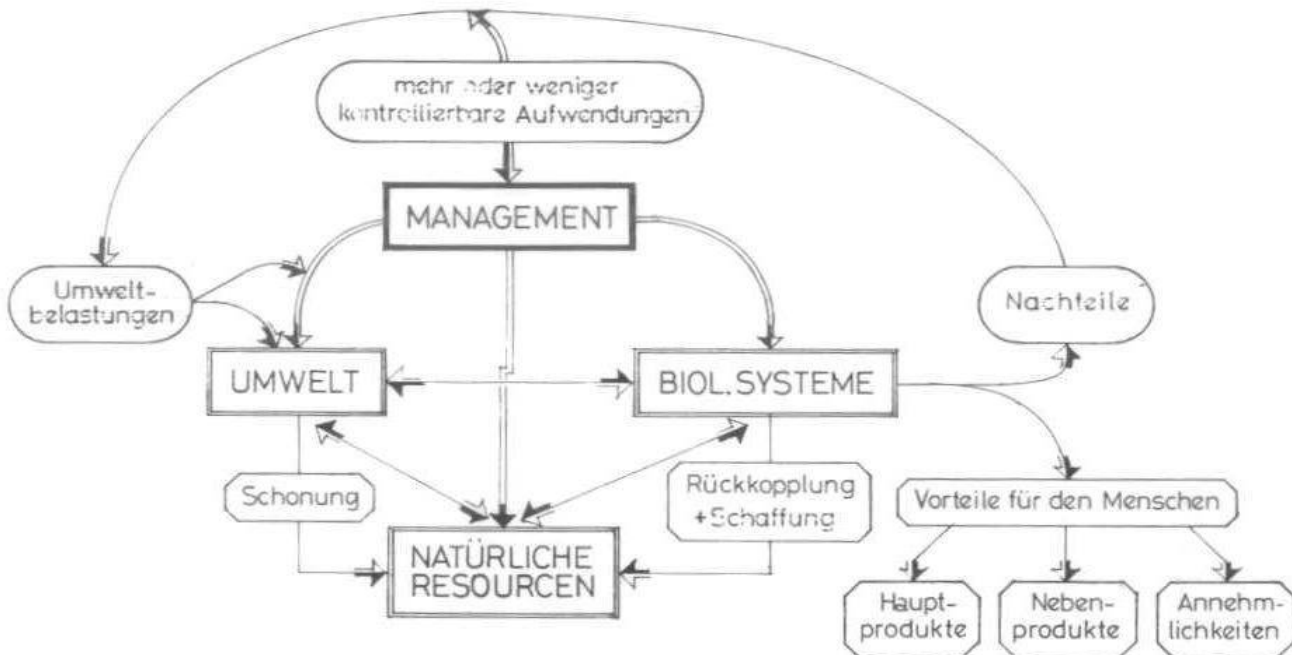 mehr oder weniger
kontrollierbare Aufwendungen
MANAGEMENT
Umwelt-
belastungen
Nachteile
UMWELT
BIOL. SYSTEME
Schonung
Rückkopplung
+Schaffung
Vorteile für den Menschen
NATÜRLICHE
RESOURCEN
Haupt-
produkte
Neben-
produkte
Annehm-
lichkeiten